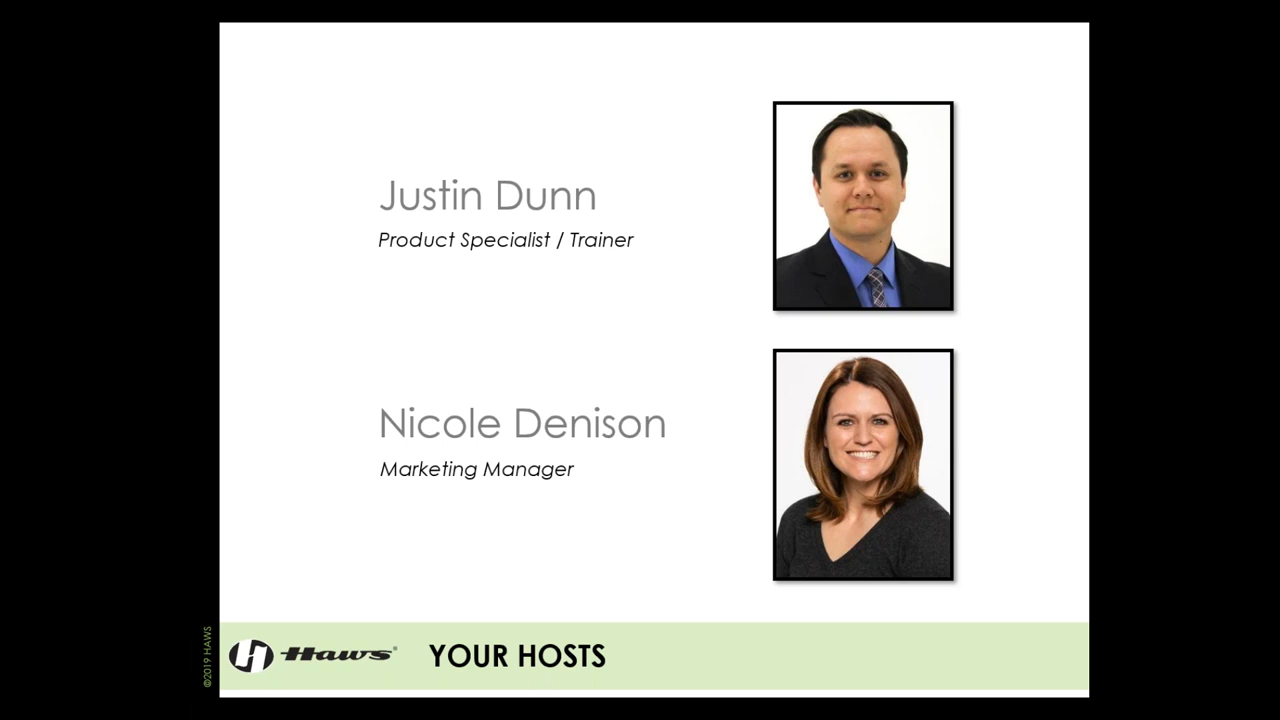 Justin Dunn
Product Specialist / Trainer
Nicole Denison
Marketing Manager
©2019 HAWS
Haws® YOUR HOSTS